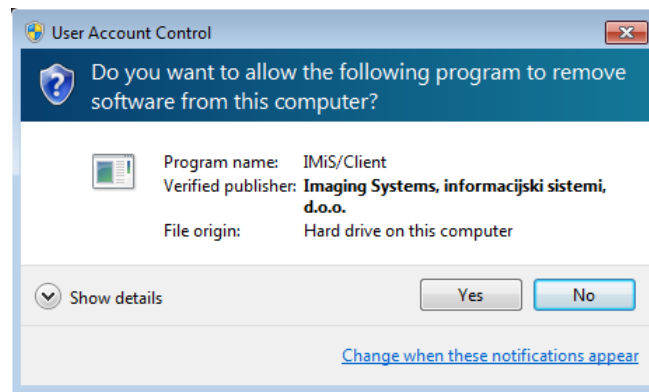 User Account Control
Do you want to allow the following program to remove
software from this computer?
Program name: IMiS/Client
Verified publisher: Imaging Systems, informacijski sistemi,
d.o.o.
File origin: Hard drive on this computer
Show details Yes No
Change when these notifications appear